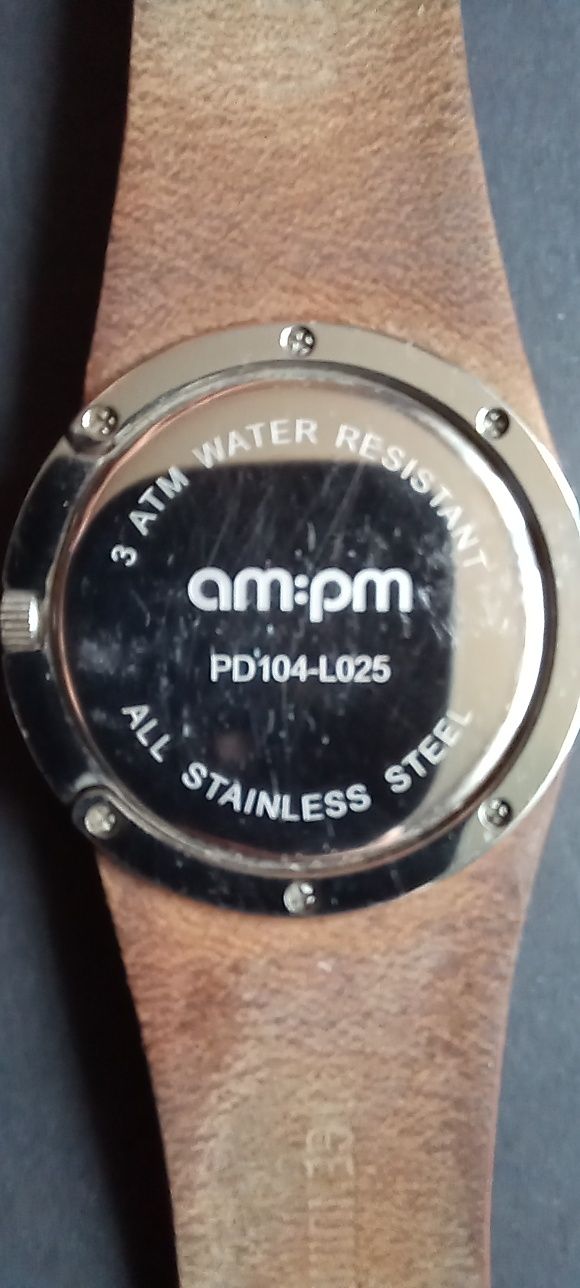 3 ATM WATER RESISTANT
am:pm
PD104-L025
ALL STAINLESS STEEL